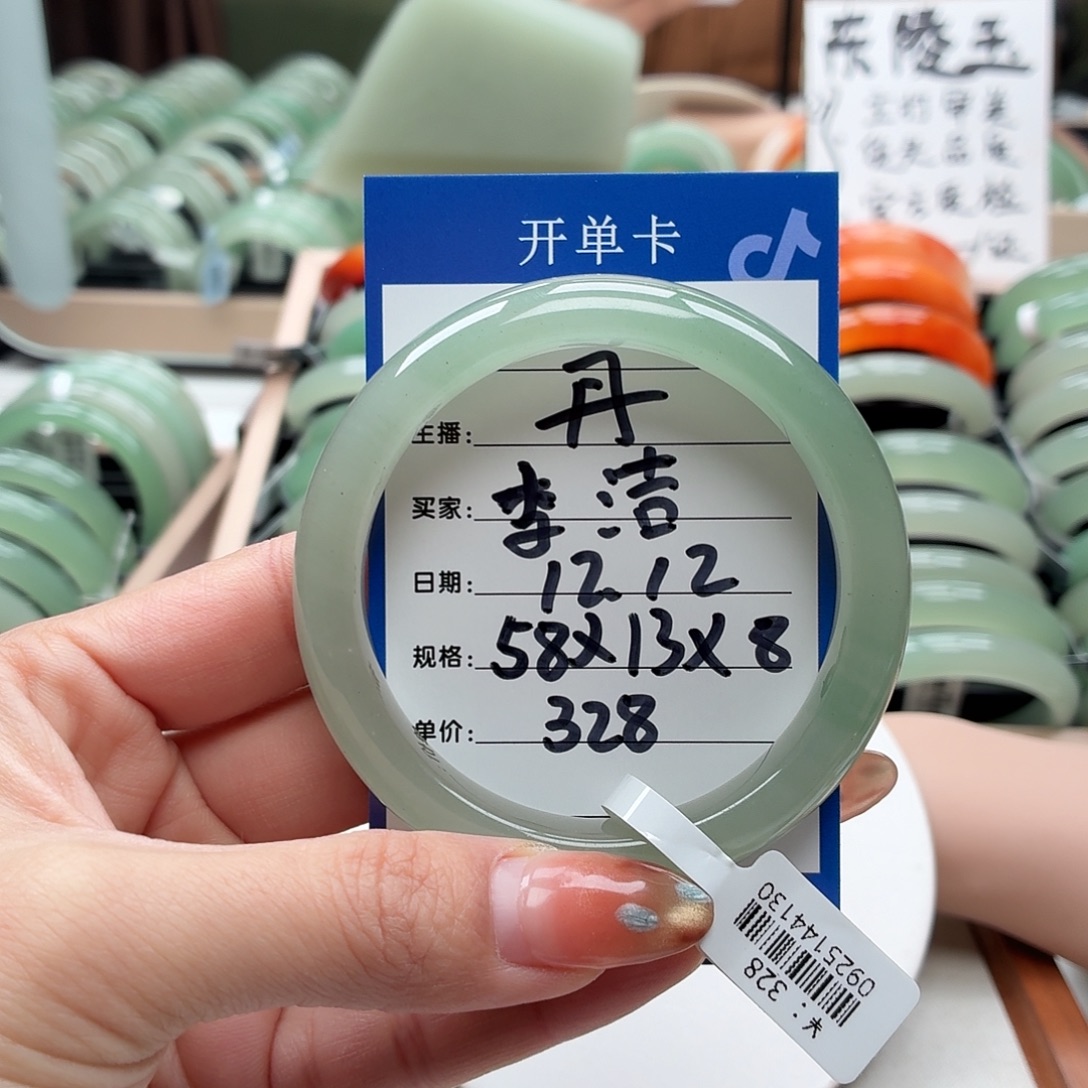 东陵玉
开单卡
主播: 丹
买家: 李洁
日期: 12.12
规格: 58X13X8
单价: 328
0925144130
¥: 328